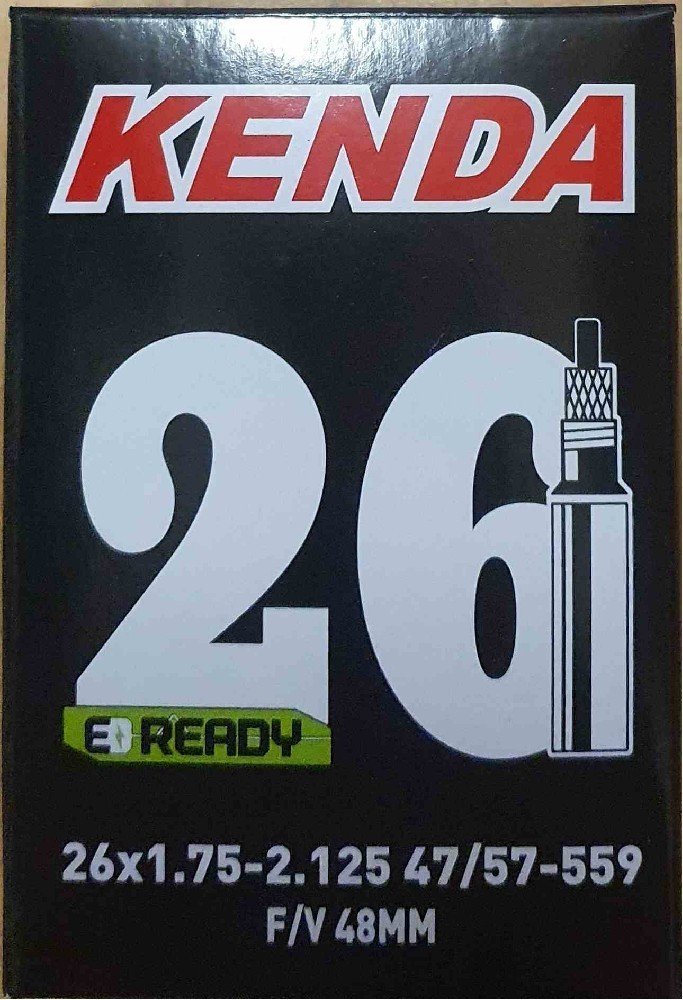 KENDA
26
E READY
26x1.75-2.125 47/57-559
F/V 48MM